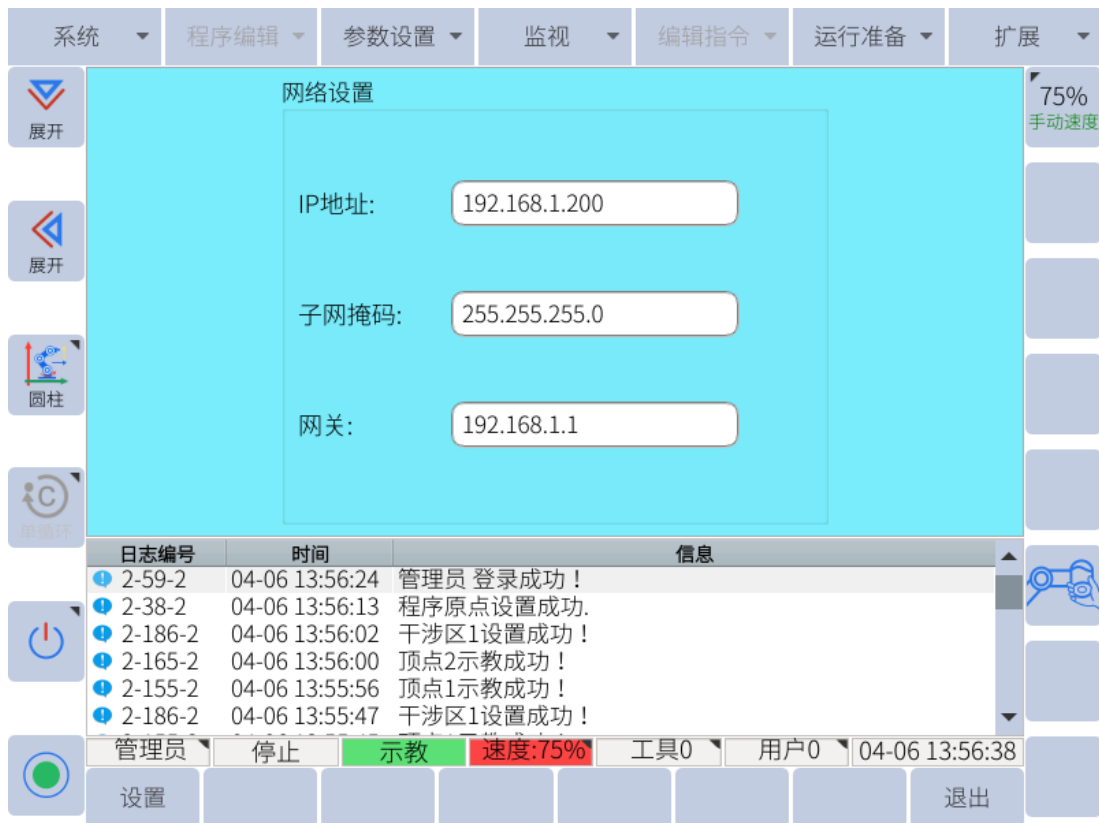 系统 程序编辑 参数设置 监视 编辑指令 运行准备 扩展
展开
展开
圆柱
单循环
75%
手动速度
网络设置
IP地址: 192.168.1.200
子网掩码: 255.255.255.0
网关: 192.168.1.1
日志编号 时间 信息
2-59-2 04-06 13:56:24 管理员 登录成功！
2-38-2 04-06 13:56:13 程序原点设置成功.
2-186-2 04-06 13:56:02 干涉区1设置成功！
2-165-2 04-06 13:56:00 顶点2示教成功！
2-155-2 04-06 13:55:56 顶点1示教成功！
2-186-2 04-06 13:55:47 干涉区1设置成功！
管理员 停止 示教 速度:75% 工具0 用户0 04-06 13:56:38
设置 退出